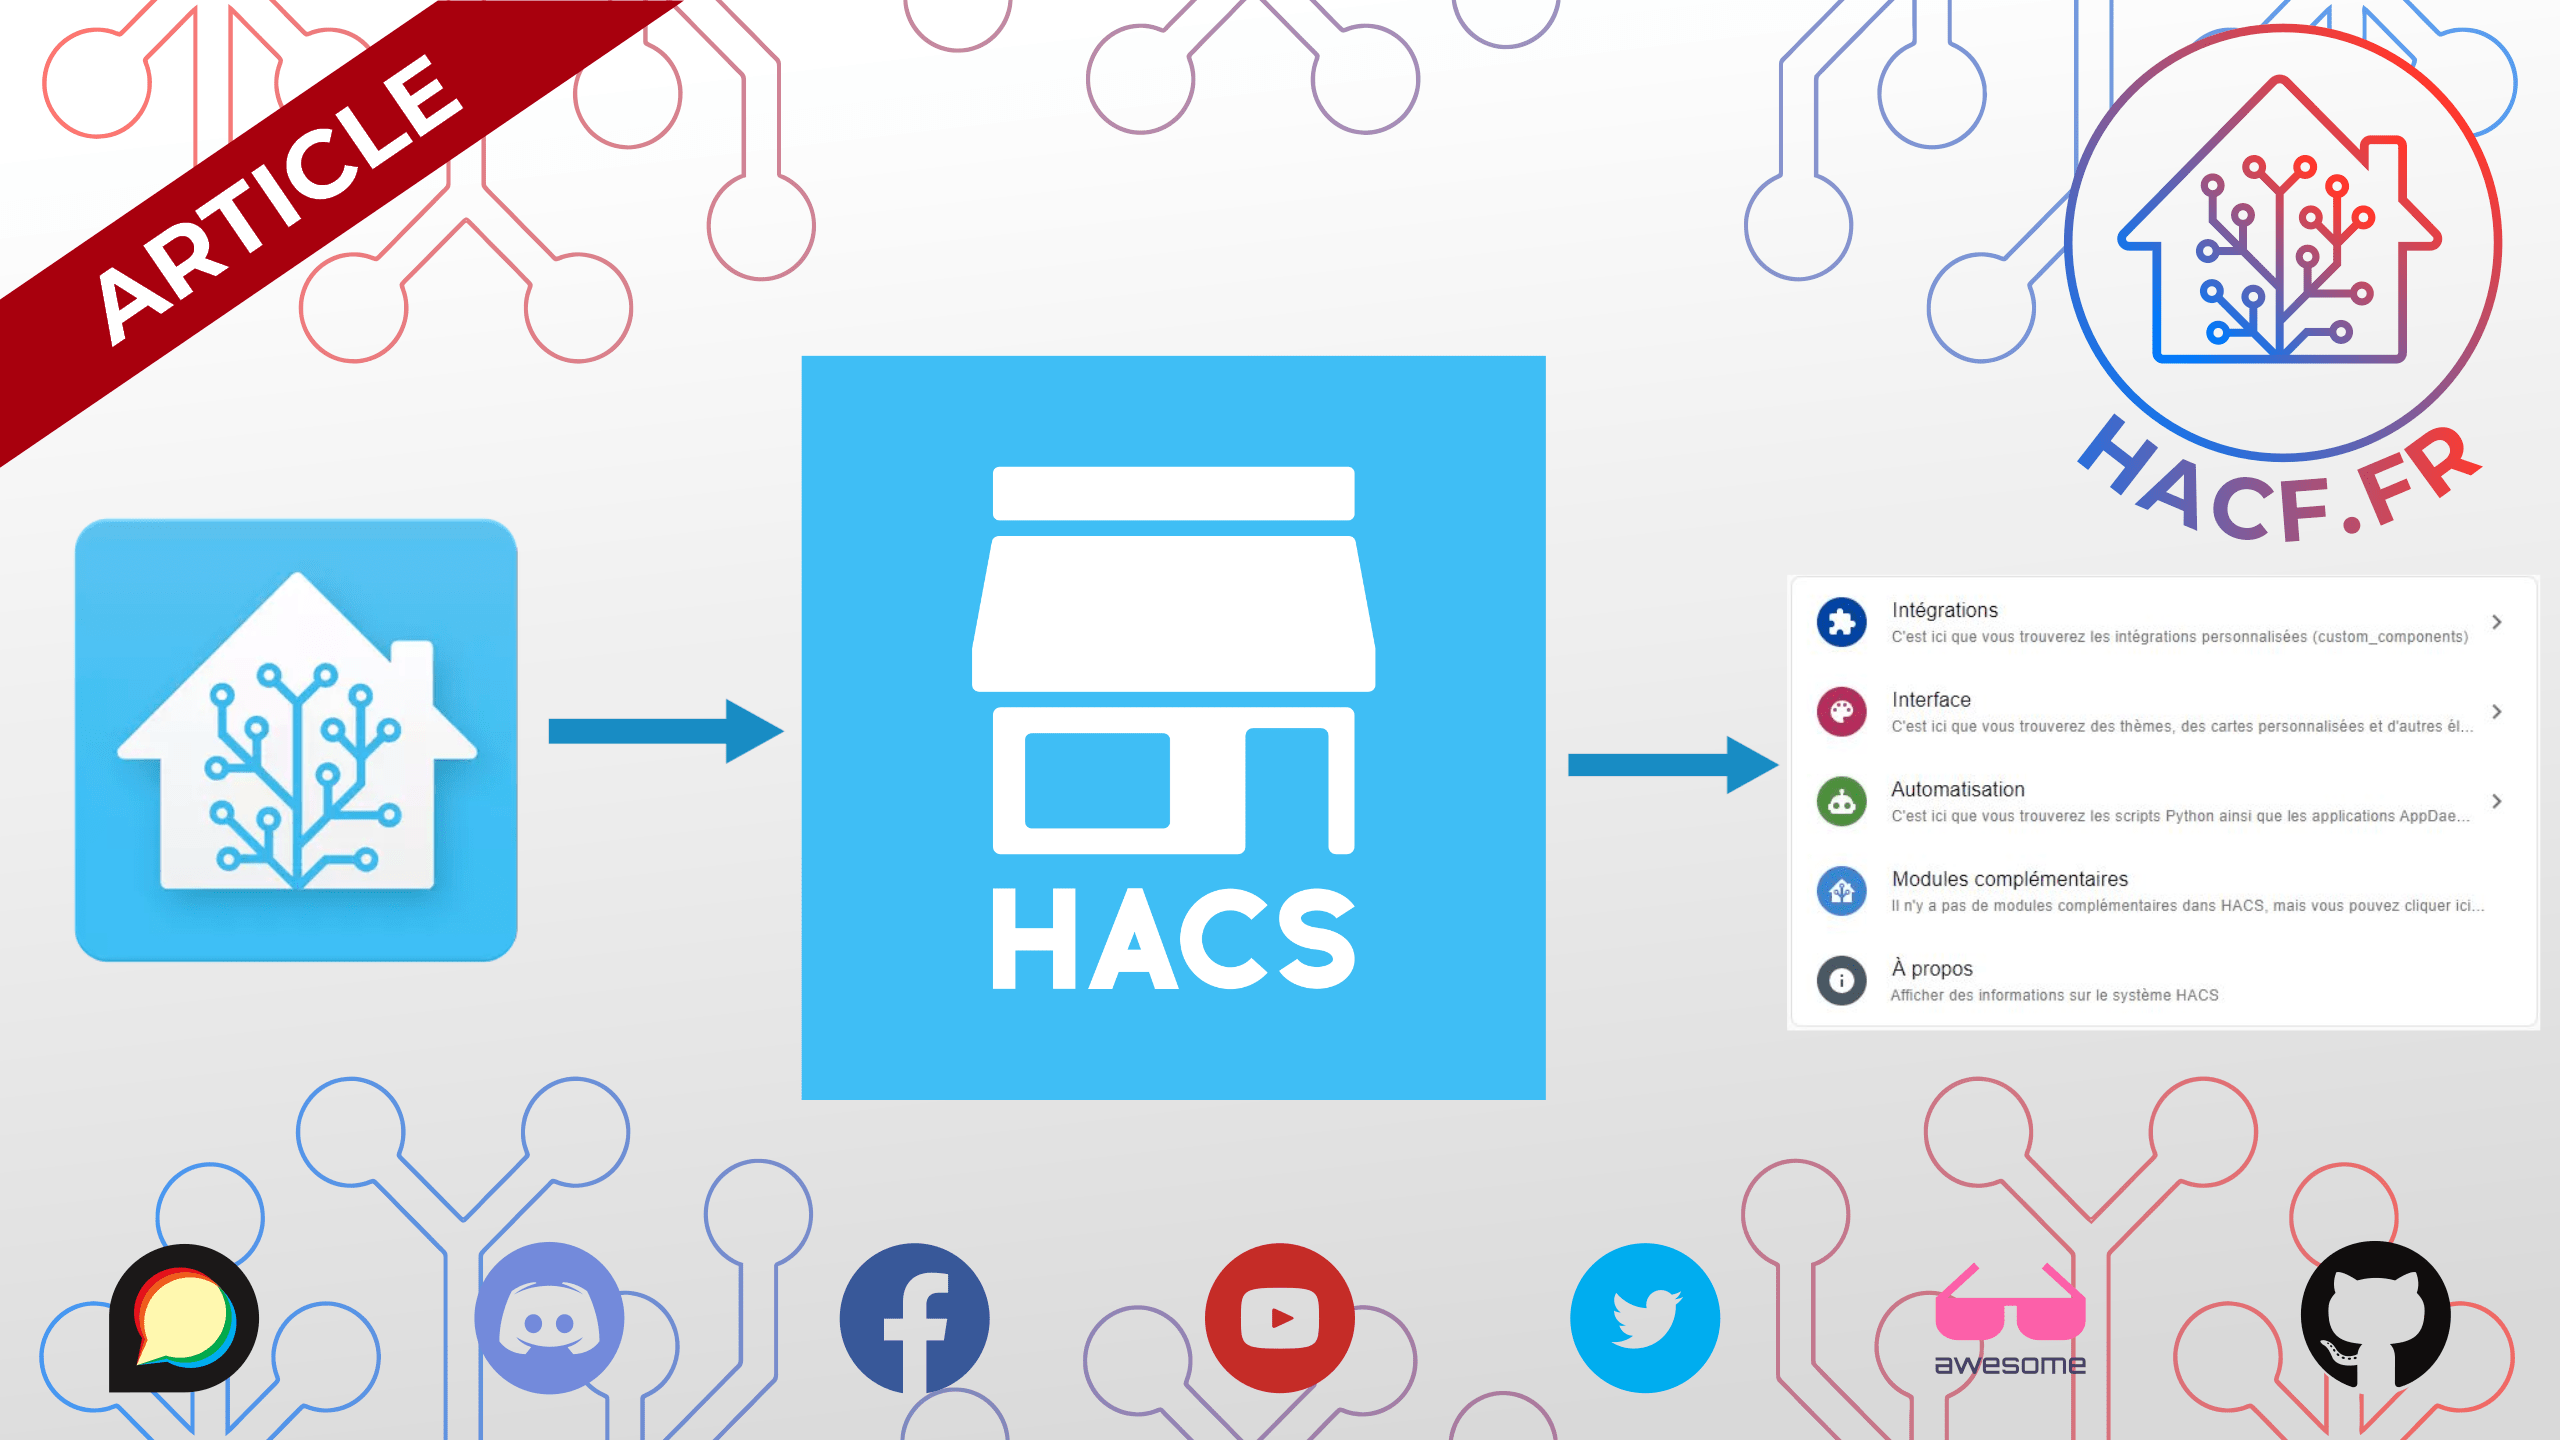 ARTICLE
HACF.FR
HACS
Intégrations
C'est ici que vous trouverez les intégrations personnalisées (custom_components)
Interface
C'est ici que vous trouverez des thèmes, des cartes personnalisées et d'autres él...
Automatisation
C'est ici que vous trouverez les scripts Python ainsi que les applications AppDae...
Modules complémentaires
Il n'y a pas de modules complémentaires dans HACS, mais vous pouvez cliquer ici...
À propos
Afficher des informations sur le système HACS
awesome